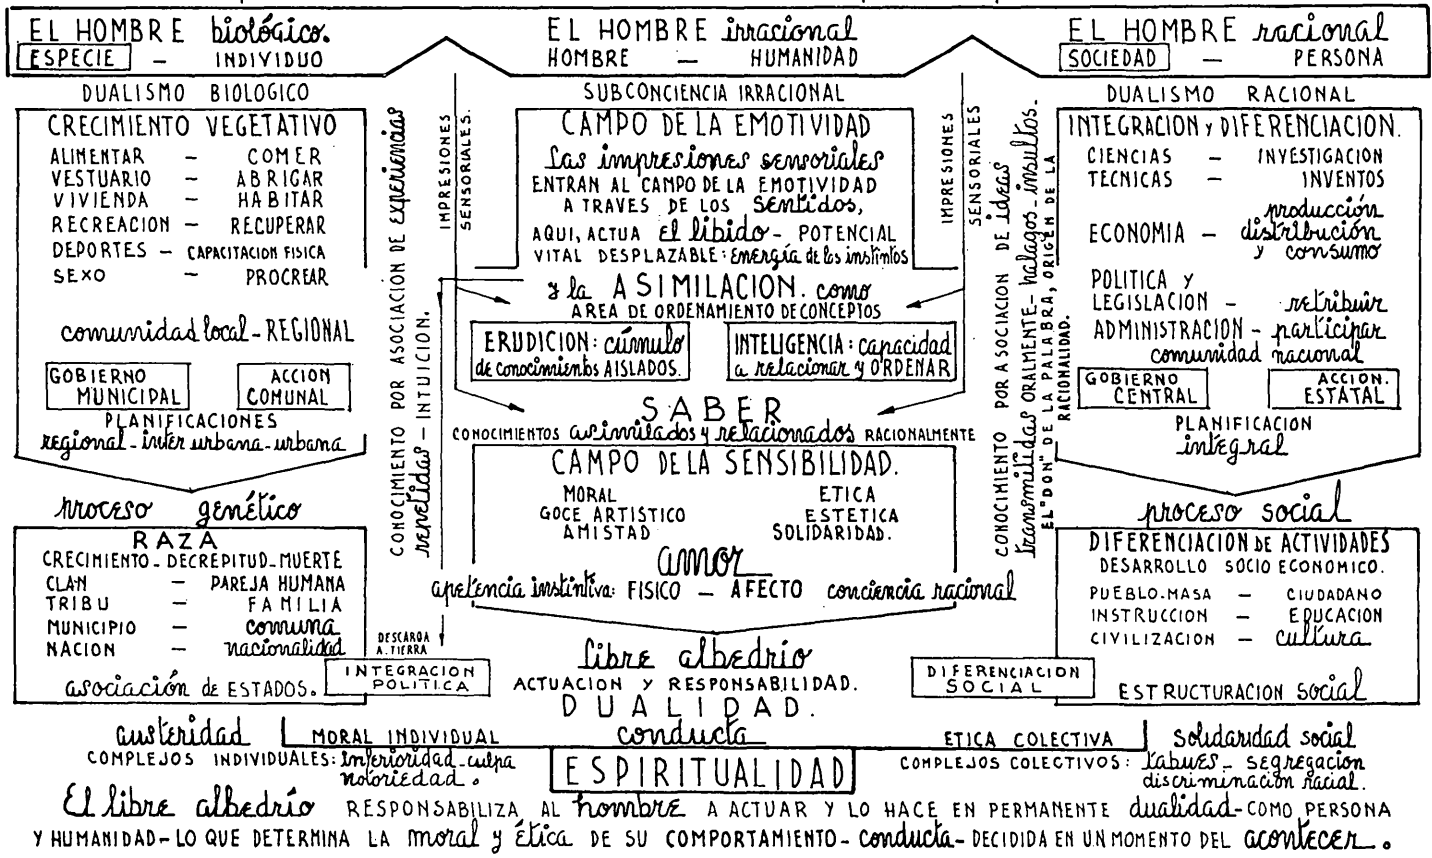 EL HOMBRE biológico.
ESPECIE - INDIVIDUO
DUALISMO BIOLOGICO
CRECIMIENTO VEGETATIVO
ALIMENTAR - COMER
VESTUARIO - ABRIGAR
VIVIENDA - HABITAR
RECREACION - RECUPERAR
DEPORTES - CAPACITACION FISICA
SEXO - PROCREAR
comunidad local - REGIONAL
GOBIERNO
MUNICIPAL
ACCION
COMUNAL
PLANIFICACIONES
regional - inter urbana - urbana
proceso genético
RAZA
CRECIMIENTO - DECREPITUD - MUERTE
CLAN - PAREJA HUMANA
TRIBU - FAMILIA
MUNICIPIO - comuna
NACION - nacionalidad
asociación de ESTADOS.
CONOCIMIENTO POR ASOCIACION DE experiencias
repetidas - INTUICION.
IMPRESIONES
SENSORIALES.
DESCARGA
A. TIERRA
INTEGRACION
POLITICA
EL HOMBRE irracional
HOMBRE - HUMANIDAD
SUBCONCIENCIA IRRACIONAL
CAMPO DE LA EMOTIVIDAD
Las impresiones sensoriales
ENTRAN AL CAMPO DE LA EMOTIVIDAD
A TRAVES DE LOS Sentidos,
AQUI, ACTUA el libido - POTENCIAL
VITAL DESPLAZABLE: energía de los instintos
y la ASIMILACION. como
AREA DE ORDENAMIENTO DE CONCEPTOS
ERUDICION: cúmulo
de conocimientos AISLADOS.
INTELIGENCIA: capacidad
a relacionar y ORDENAR
SABER
CONOCIMIENTOS asimilados y relacionados RACIONALMENTE
CAMPO DE LA SENSIBILIDAD.
MORAL ETICA
GOCE ARTISTICO ESTETICA
AMISTAD SOLIDARIDAD.
amor
apetencia instintiva: FISICO - AFECTO conciencia racional
libre albedrío
ACTUACION Y RESPONSABILIDAD.
DUALIDAD.
conducta
IMPRESIONES
SENSORIALES
CONOCIMIENTO POR ASOCIACION DE ideas
transmitidas ORALMENTE - halagos - insultos.
EL "DON" DE LA PALABRA, ORIGEN DE LA
RACIONALIDAD.
DIFERENCIACION
SOCIAL
EL HOMBRE racional
SOCIEDAD - PERSONA
DUALISMO RACIONAL
INTEGRACION y DIFERENCIACION.
CIENCIAS - INVESTIGACION
TECNICAS - INVENTOS
ECONOMIA - producción
distribución
y consumo
POLITICA Y
LEGISLACION - retribuir
ADMINISTRACION - participar
comunidad nacional
GOBIERNO
CENTRAL
ACCION.
ESTATAL
PLANIFICACION
integral
proceso social
DIFERENCIACION DE ACTIVIDADES
DESARROLLO SOCIO ECONOMICO.
PUEBLO-MASA - CIUDADANO
INSTRUCCION - EDUCACION
CIVILIZACION - cultura
ESTRUCTURACION social
austeridad MORAL INDIVIDUAL
COMPLEJOS INDIVIDUALES: inferioridad - culpa
notoriedad.
ESPIRITUALIDAD
ETICA COLECTIVA solidaridad social
COMPLEJOS COLECTIVOS: tabues - segregacion
discriminacion racial.
El libre albedrío RESPONSABILIZA AL hombre A ACTUAR Y LO HACE EN PERMANENTE dualidad - COMO PERSONA
Y HUMANIDAD - LO QUE DETERMINA LA moral y ética DE SU COMPORTAMIENTO - conducta - DECIDIDA EN UN MOMENTO DEL acontecer.